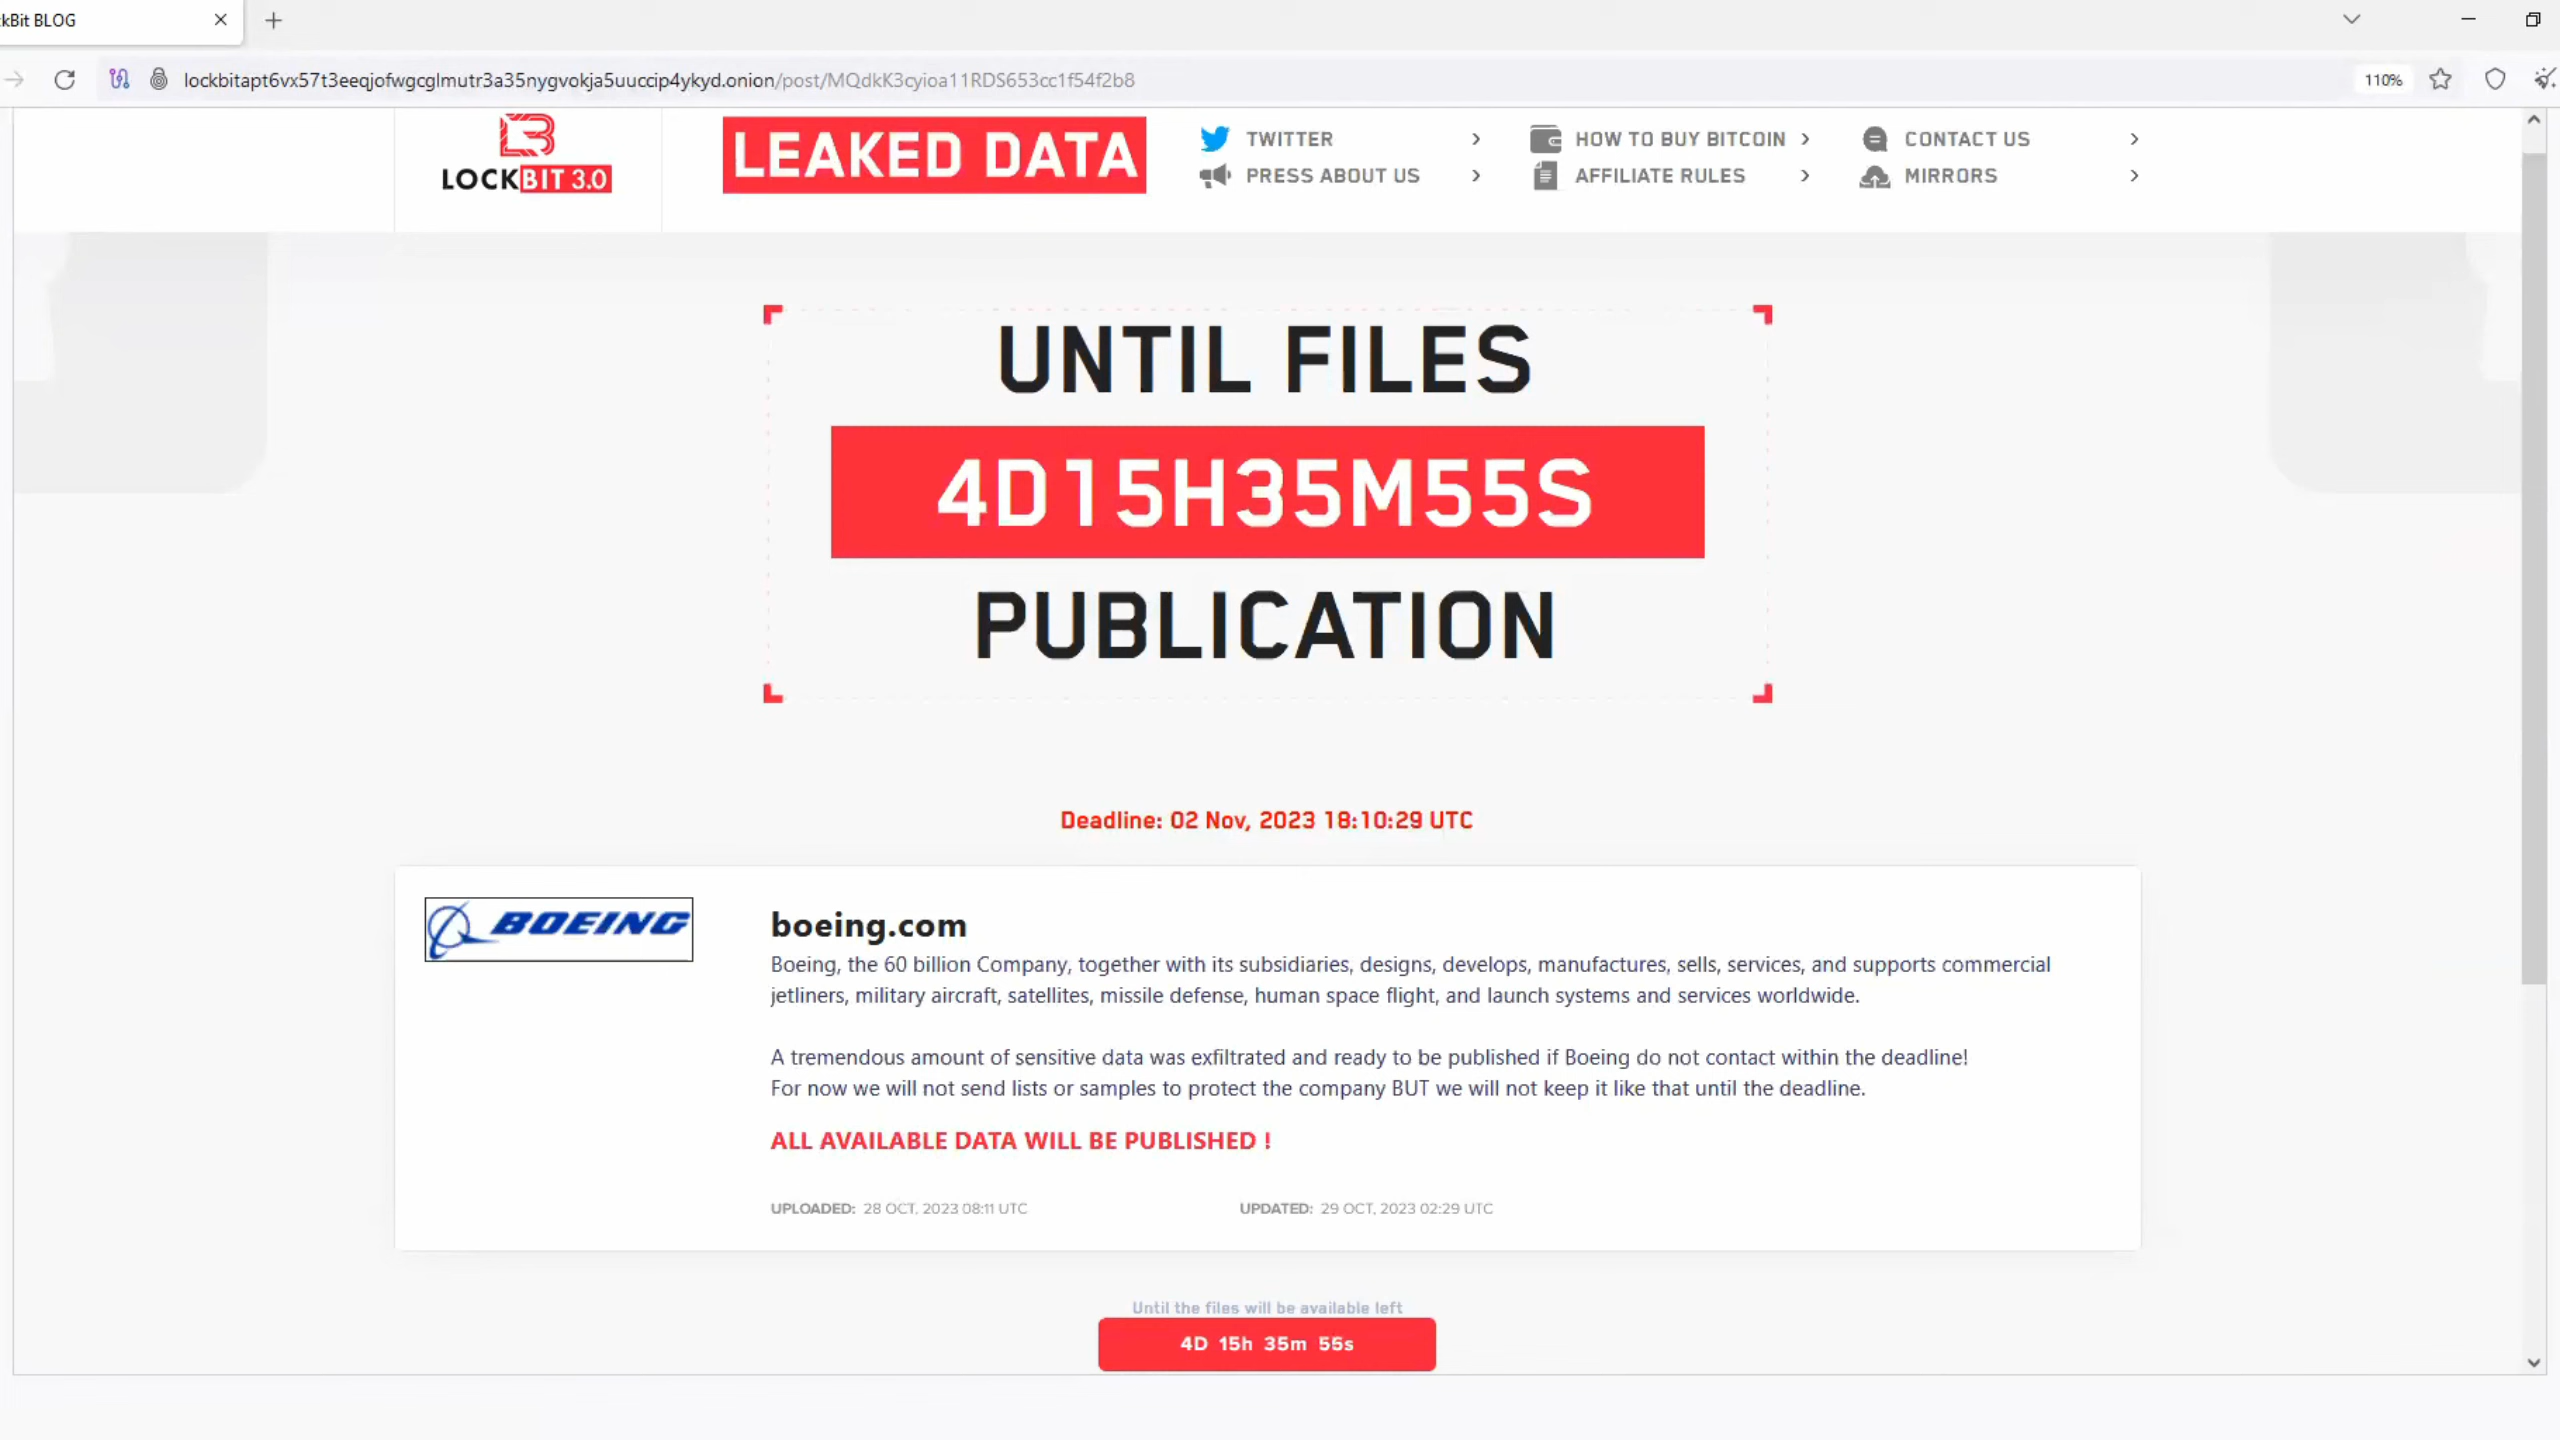 kBit BLOG
lockbitapt6vx57t3eeqjofwgcglmutr3a35nygvokja5uuccip4ykyd.onion/post/MQdkK3cyioa11RDS653cc1f54f2b8
110%
LOCKBIT 3.0
LEAKED DATA
TWITTER
HOW TO BUY BITCOIN
CONTACT US
PRESS ABOUT US
AFFILIATE RULES
MIRRORS
UNTIL FILES
4D15H35M55S
PUBLICATION
Deadline: 02 Nov, 2023 18:10:29 UTC
BOEING
boeing.com
Boeing, the 60 billion Company, together with its subsidiaries, designs, develops, manufactures, sells, services, and supports commercial
jetliners, military aircraft, satellites, missile defense, human space flight, and launch systems and services worldwide.
A tremendous amount of sensitive data was exfiltrated and ready to be published if Boeing do not contact within the deadline!
For now we will not send lists or samples to protect the company BUT we will not keep it like that until the deadline.
ALL AVAILABLE DATA WILL BE PUBLISHED !
UPLOADED: 28 OCT, 2023 08:11 UTC
UPDATED: 29 OCT, 2023 02:29 UTC
Until the files will be available left
4D 15h 35m 55s